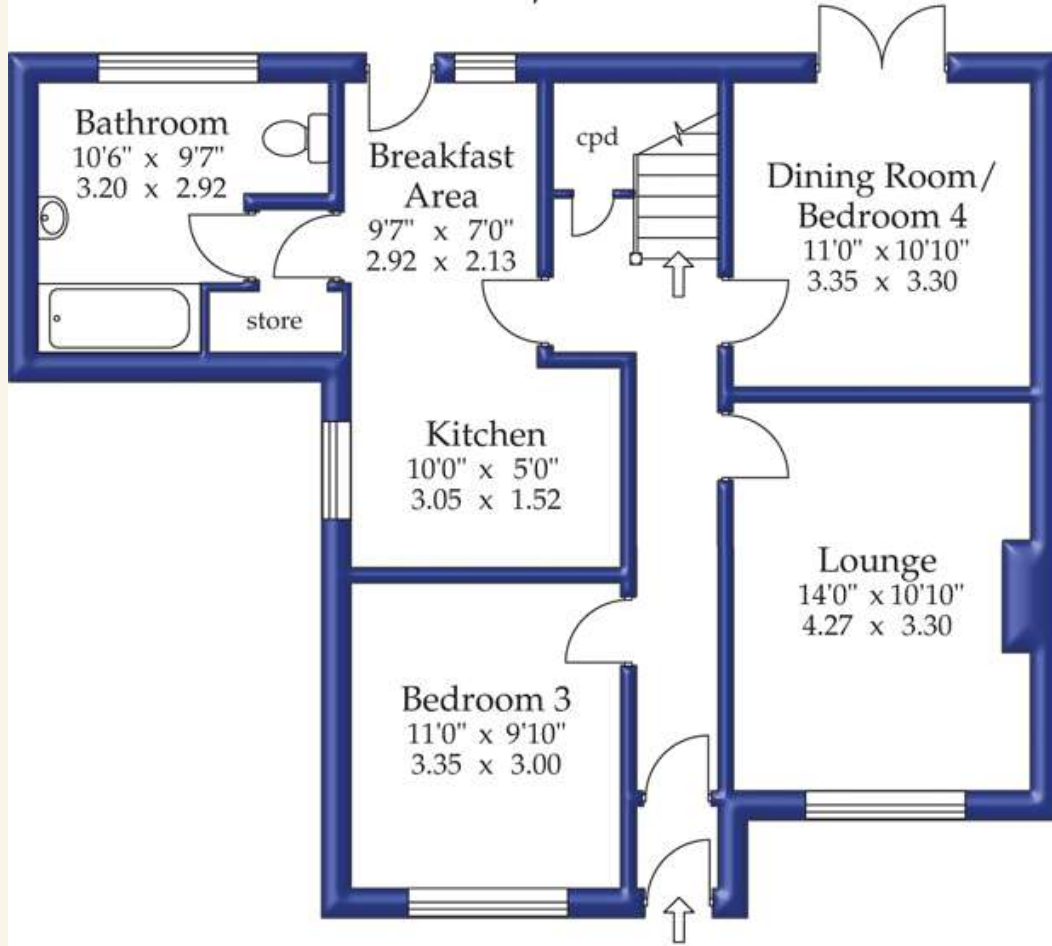 Bathroom
10'6" x 9'7"
3.20 x 2.92
Breakfast
Area
9'7" x 7'0"
2.92 x 2.13
cpd
Dining Room/
Bedroom 4
11'0" x 10'10"
3.35 x 3.30
store
Kitchen
10'0" x 5'0"
3.05 x 1.52
Lounge
14'0" x 10'10"
4.27 x 3.30
Bedroom 3
11'0" x 9'10"
3.35 x 3.00